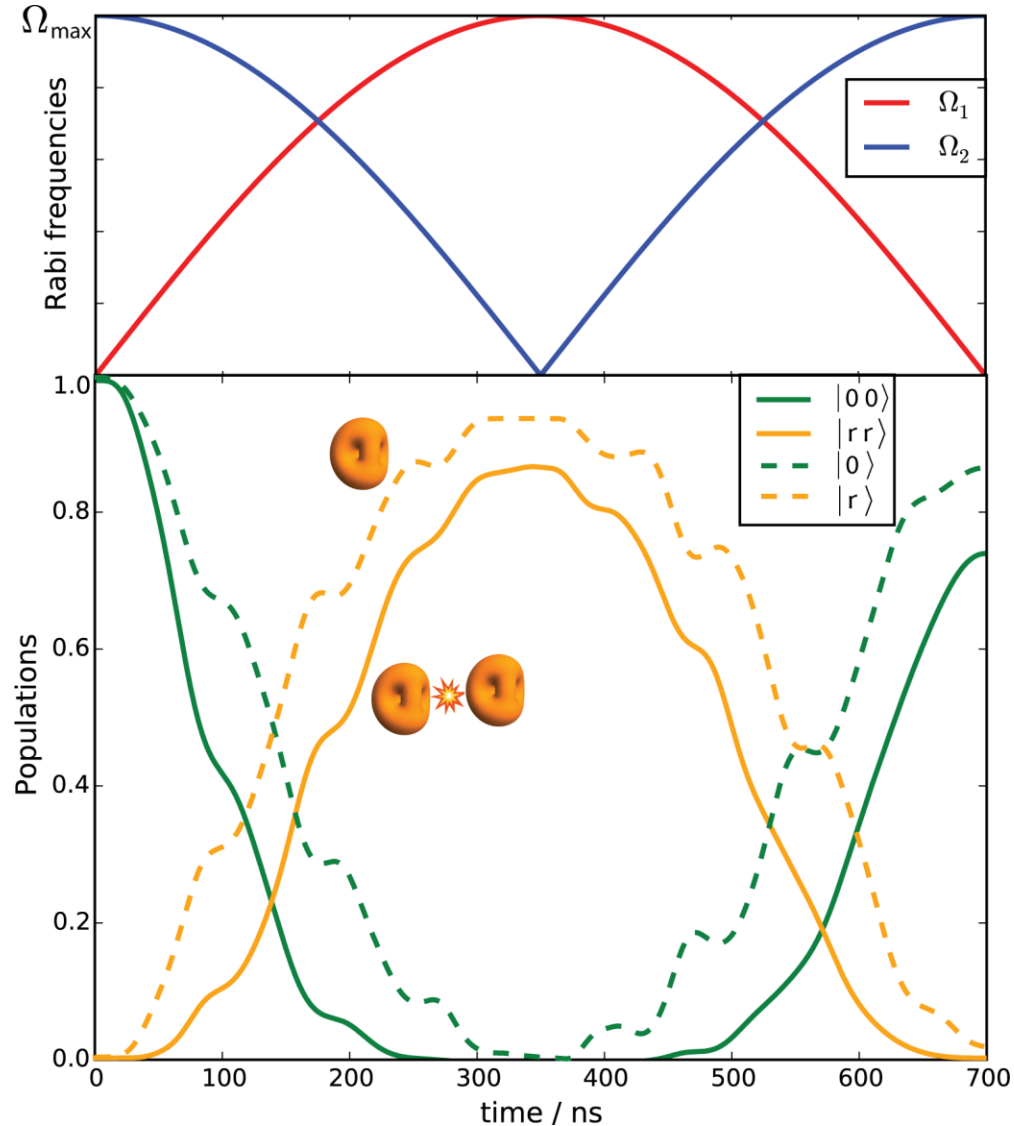 Ωmax
Rabi frequencies
Ω1
Ω2
1.0
0.8
0.6
0.4
0.2
0.0
Populations
|0 0⟩
|r r⟩
|0⟩
|r⟩
0 100 200 300 400 500 600 700
time / ns